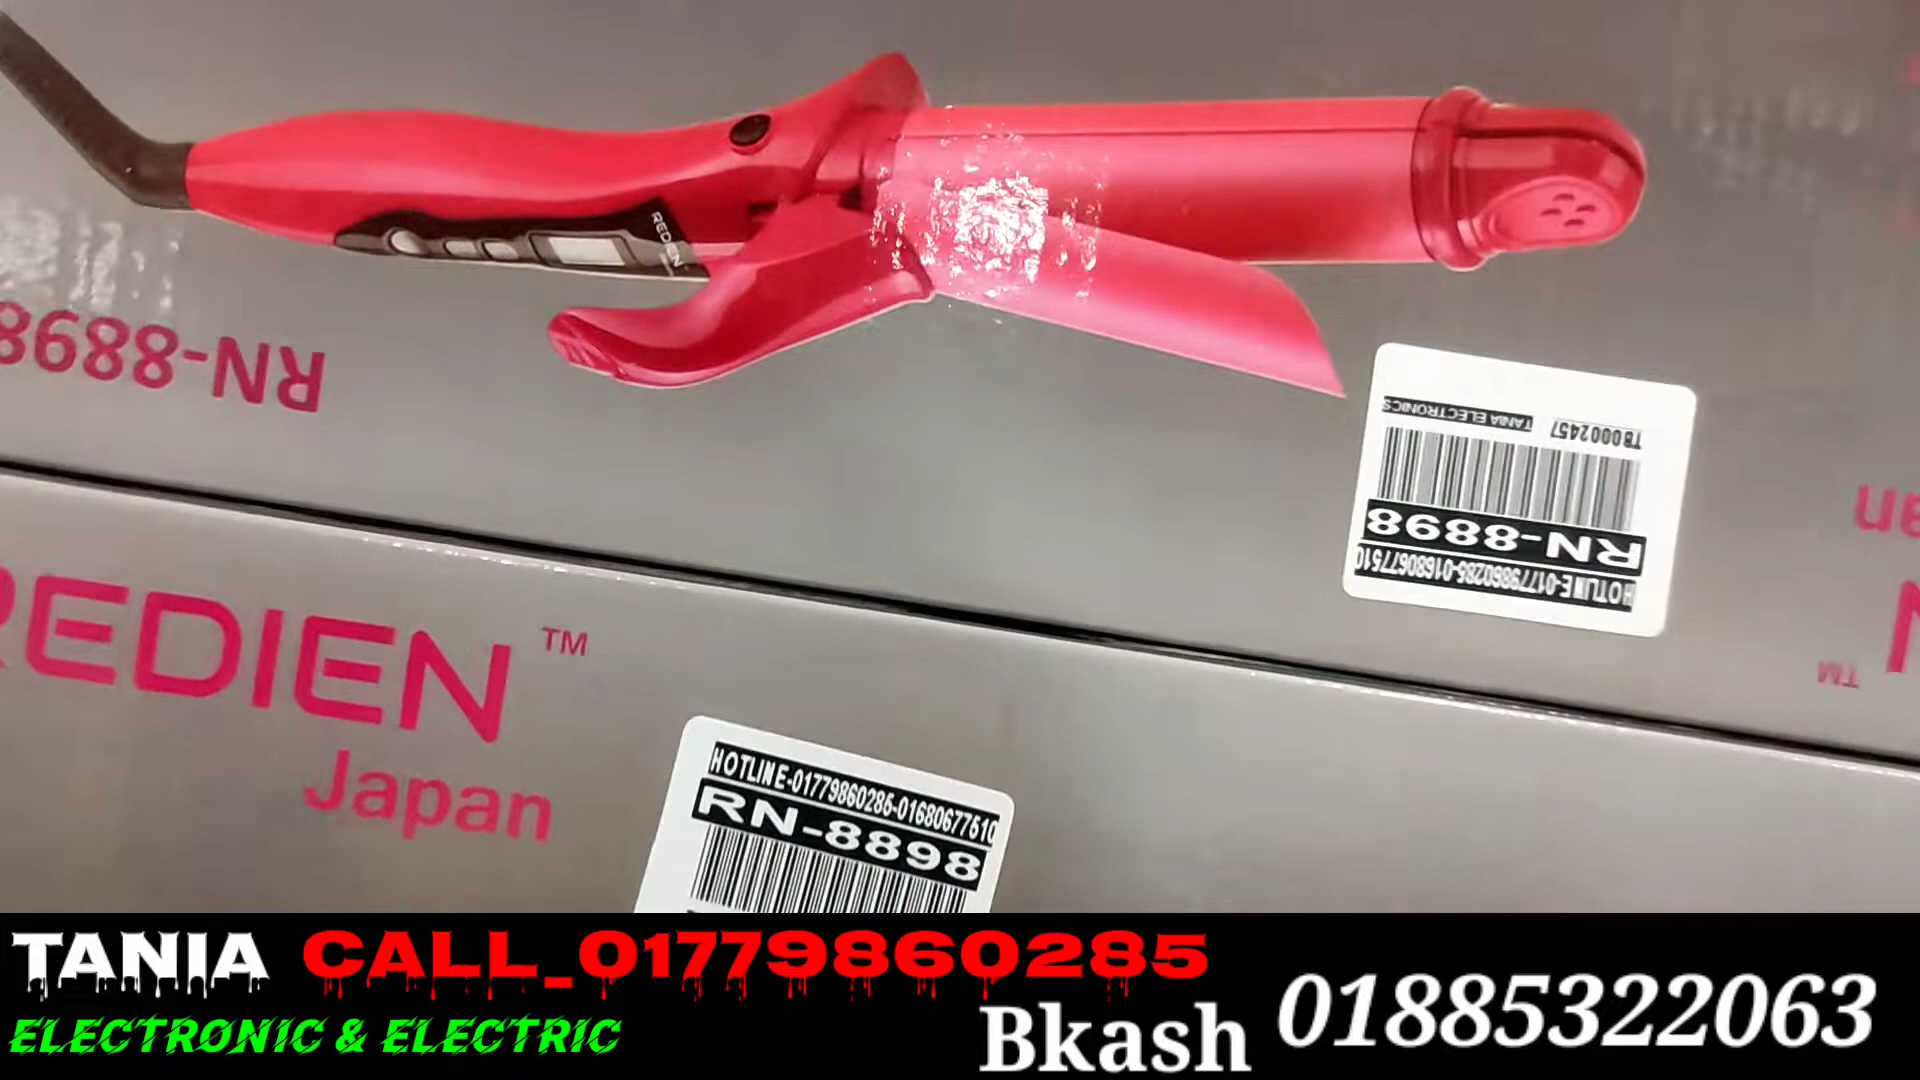 REDIEN
RN-8898
TANIA ELECTRONICS TB0002457
RN-8898
HOTLINE-01779860285-01680677510
REDIEN™
Japan
HOTLINE-01779860285-01680677510
RN-8898
TANIA CALL_01779860285
ELECTRONIC & ELECTRIC
Bkash 01885322063